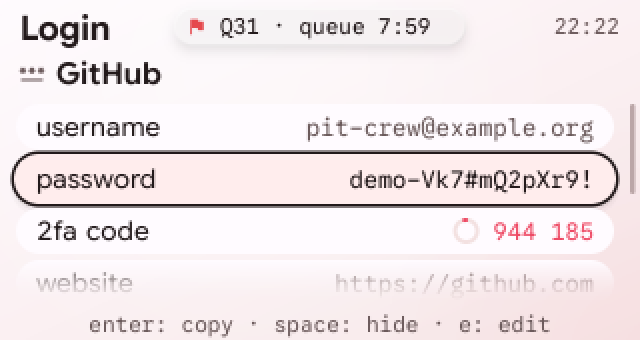 Login
Q31 · queue 7:59
22:22
GitHub
username pit-crew@example.org
password demo-Vk7#mQ2pXr9!
2fa code 944 185
website https://github.com
enter: copy · space: hide · e: edit